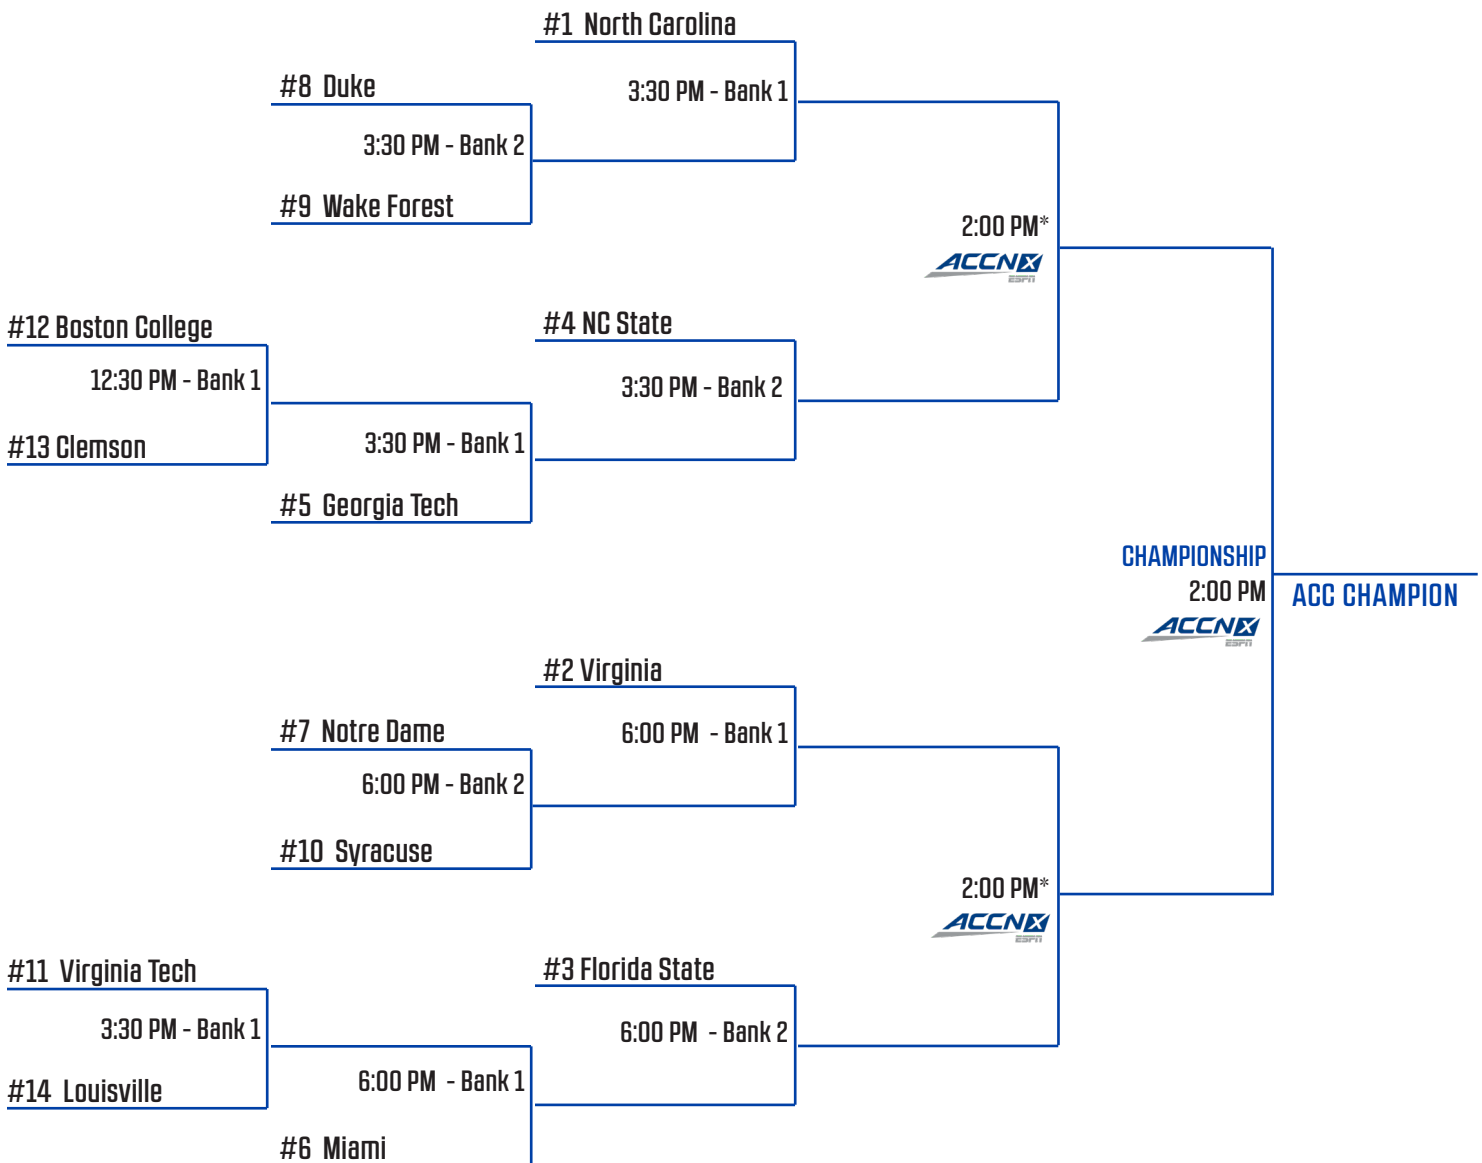 #1 North Carolina
#8 Duke
3:30 PM - Bank 1
3:30 PM - Bank 2
#9 Wake Forest
2:00 PM*
ACCNX
ESPN
#12 Boston College
#4 NC State
12:30 PM - Bank 1
3:30 PM - Bank 2
#13 Clemson
3:30 PM - Bank 1
#5 Georgia Tech
CHAMPIONSHIP
2:00 PM
ACC CHAMPION
ACCNX
ESPN
#2 Virginia
#7 Notre Dame
6:00 PM - Bank 1
6:00 PM - Bank 2
#10 Syracuse
2:00 PM*
ACCNX
ESPN
#11 Virginia Tech
#3 Florida State
3:30 PM - Bank 1
6:00 PM - Bank 2
#14 Louisville
6:00 PM - Bank 1
#6 Miami